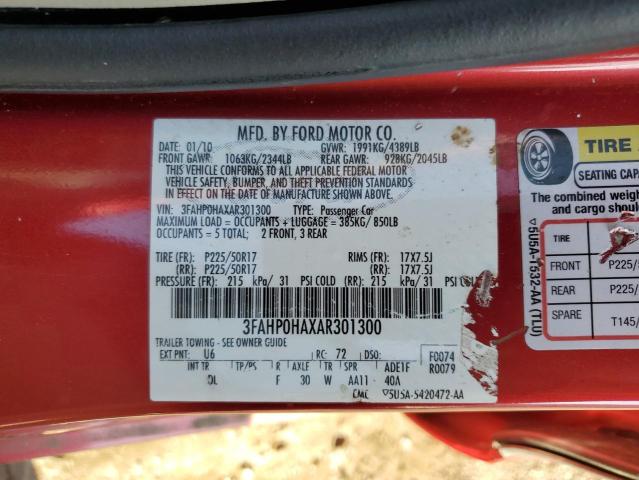 MFD. BY FORD MOTOR CO.
DATE: 01/10 GVWR: 1991KG/4389LB
FRONT GAWR: 1063KG/2344LB REAR GAWR: 928KG/2045LB
THIS VEHICLE CONFORMS TO ALL APPLICABLE FEDERAL MOTOR
VEHICLE SAFETY, BUMPER, AND THEFT PREVENTION STANDARDS
IN EFFECT ON THE DATE OF MANUFACTURE SHOWN ABOVE.
VIN: 3FAHP0HAXAR301300 TYPE: Passenger Car
MAXIMUM LOAD = OCCUPANTS + LUGGAGE = 385KG/ 850LB
OCCUPANTS = 5 TOTAL; 2 FRONT, 3 REAR
TIRE (FR): P225/50R17 RIMS (FR): 17X7.5J
(RR): P225/50R17 (RR): 17X7.5J
PRESSURE (FR): 215 kPa/ 31 PSI COLD (RR): 215 kPa/ 31 PSI COLD
3FAHP0HAXAR301300
TRAILER TOWING - SEE OWNER GUIDE
EXT PNT: U6 RC: 72 DSO: F0074
INT TR TP/PS R AXLE TR SPR ADE1F R0079
OL F 30 W AA11 40A
CMC ▽5U5A-5420472-AA
TIRE
SEATING CAPA
The combined weigh
and cargo shou
TIRE
FRONT P225/
REAR P225/
SPARE T145/
▽5U5A-1532-AA (TLU)